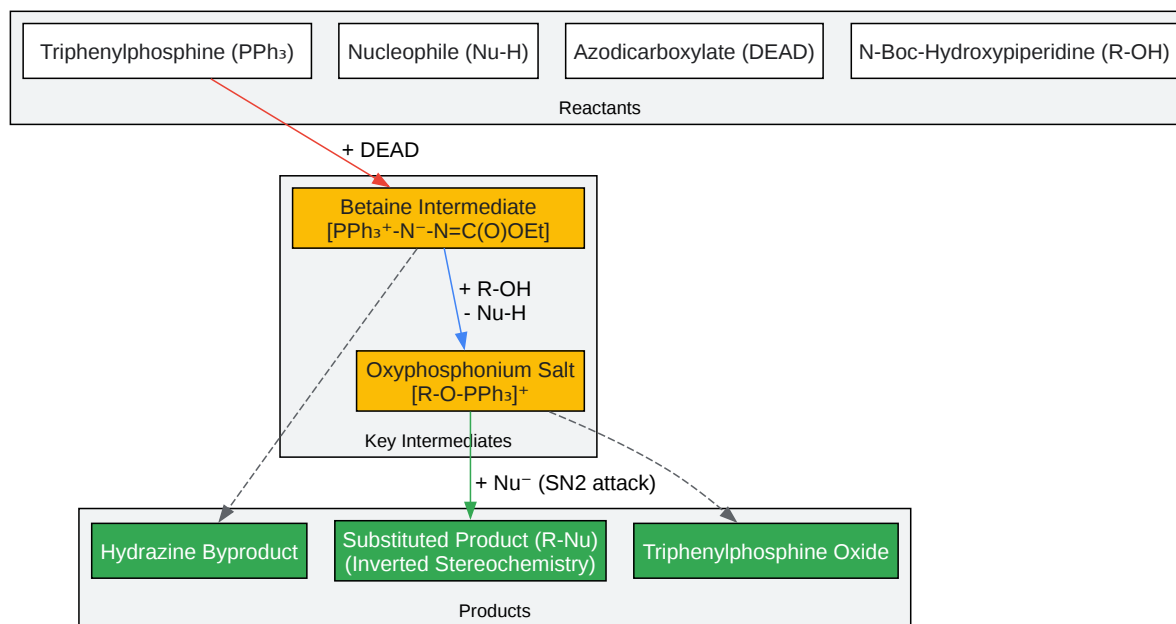 Triphenylphosphine (PPh₃)
Nucleophile (Nu-H)
Azodicarboxylate (DEAD)
N-Boc-Hydroxypiperidine (R-OH)
Reactants
+ DEAD
Betaine Intermediate
[PPh₃⁺-N⁻-N=C(O)OEt]
+ R-OH
- Nu-H
Oxyphosphonium Salt
[R-O-PPh₃]⁺
Key Intermediates
+ Nu⁻ (SN2 attack)
Hydrazine Byproduct
Substituted Product (R-Nu)
(Inverted Stereochemistry)
Triphenylphosphine Oxide
Products